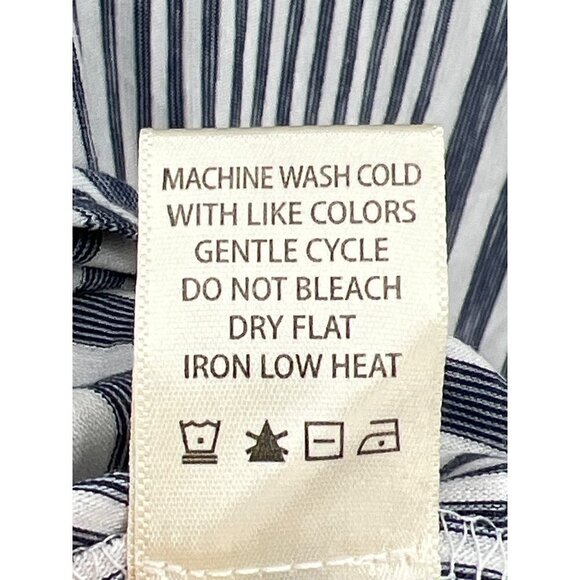 MACHINE WASH COLD
WITH LIKE COLORS
GENTLE CYCLE
DO NOT BLEACH
DRY FLAT
IRON LOW HEAT